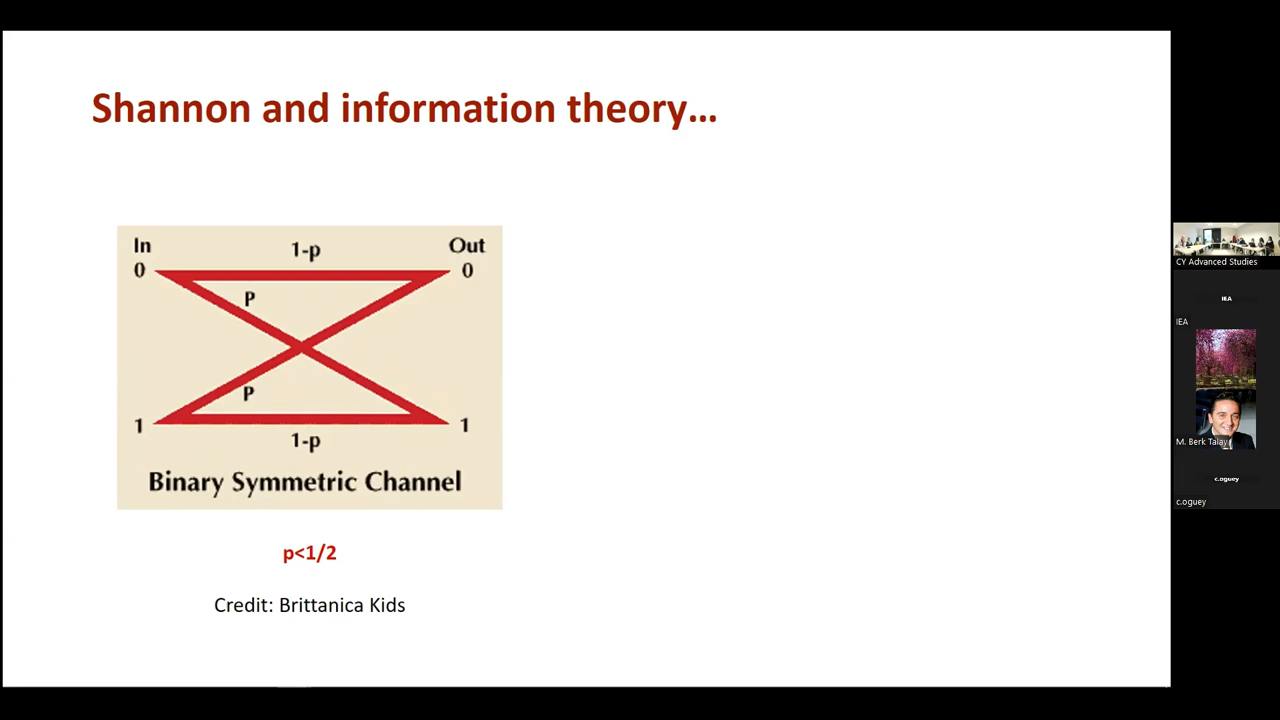 Shannon and information theory...
In 1-p Out
0 0
P
P
1 1
1-p
Binary Symmetric Channel
p<1/2
Credit: Brittanica Kids
CY Advanced Studies
IEA
IEA
M. Berk Talay
c.oguey
c.oguey